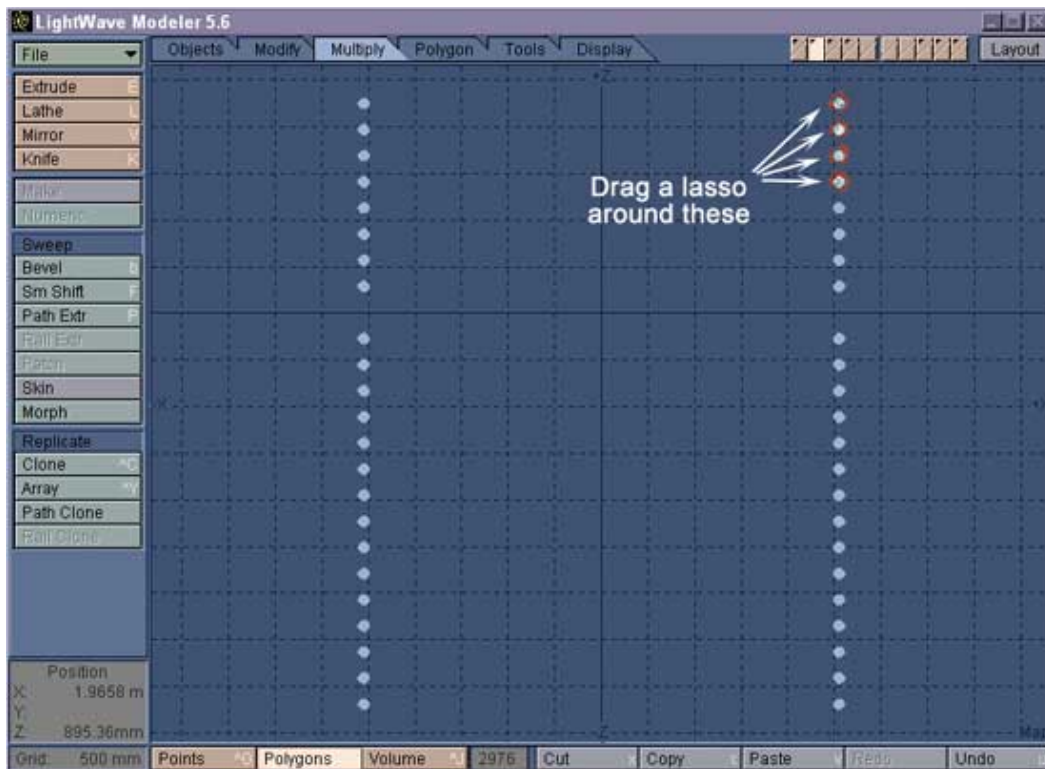 LightWave Modeler 5.6
File
Objects Modify Multiply Polygon Tools Display Layout
Extrude E
Lathe L
Mirror V
Knife K
Make
Numeric
Sweep
Bevel b
Sm Shift F
Path Extr P
Rail Extr
Patch
Skin
Morph
Replicate
Clone ^C
Array ^Y
Path Clone
Rail Clone
+Z
Drag a lasso
around these
-X
-Z
Position
X: 1.9658 m
Y:
Z: 895.36mm
Grid: 500 mm Points Polygons Volume ^J 2976 Cut Copy Paste Redo Undo